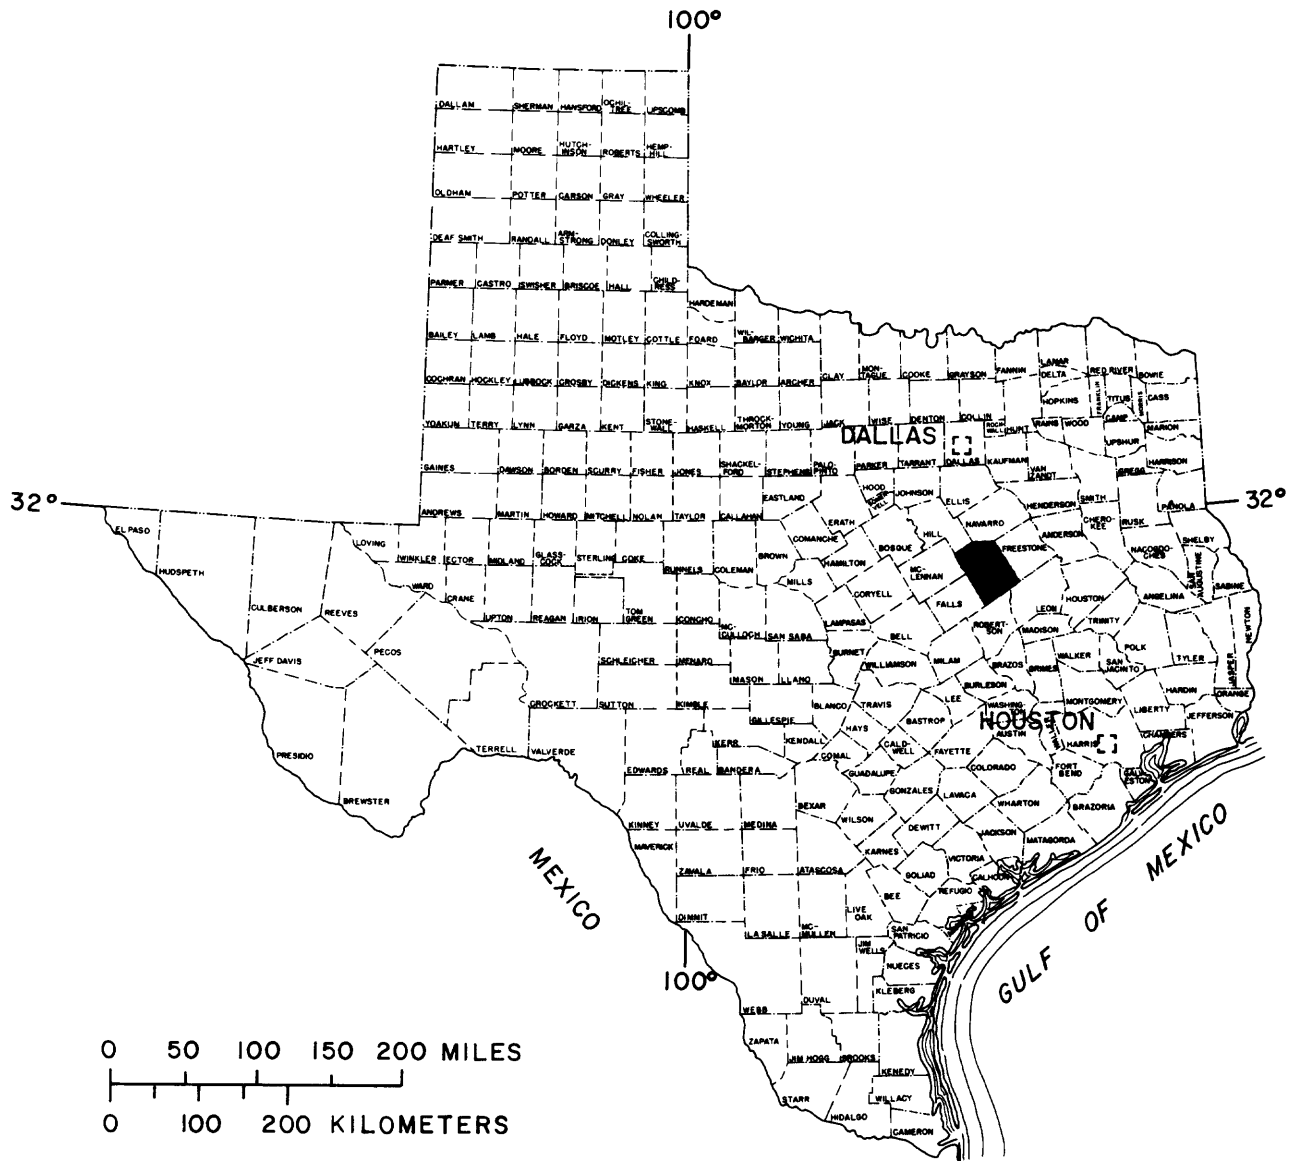 100°
DALLAM SHERMAN HANSFORD OCHIL-
TREE LIPSCOMB
HARTLEY MOORE HUTCH-
INSON ROBERTS HEMP-
HILL
OLDHAM POTTER CARSON GRAY WHEELER
DEAF SMITH RANDALL ARM-
STRONG DONLEY COLLING-
SWORTH
PARMER CASTRO SWISHER BRISCOE HALL CHILD-
RESS
HARDEMAN
BAILEY LAMB HALE FLOYD MOTLEY COTTLE FOARD WIL-
BARGER WICHITA
COCHRAN HOCKLEY LUBBOCK CROSBY DICKENS KING KNOX BAYLOR ARCHER CLAY MON-
TAGUE COOKE GRAYSON FANNIN LAMAR
DELTA RED RIVER BOWIE
HOPKINS FRANKLIN TITUS MORRIS CASS
CAMP
YOAKUN TERRY LYNN GARZA KENT STONE-
WALL HASKELL THROCK-
MORTON YOUNG JACK WISE DENTON COLLIN ROCK-
WALL HUNT RAINS WOOD UPSHUR MARION
DALLAS
GAINES DAWSON BORDEN SCURRY FISHER JONES SHACKEL-
FORD STEPHENS PALO-
PINTO PARKER TARRANT DALLAS KAUFMAN VAN
ZANDT GREGG HARRISON
EASTLAND HOOD JOHNSON ELLIS HENDERSON SMITH PANOLA
32°
32°
ANDREWS MARTIN HOWARD MITCHELL NOLAN TAYLOR CALLAHAN ERATH HILL NAVARRO CHERO-
KEE RUSK
EL PASO LOVING COMANCHE BOSQUE FREESTONE ANDERSON NACOGDO-
CHES SHELBY
WINKLER ECTOR MIDLAND GLASS-
COCK STERLING COKE RUNNELS COLEMAN BROWN HAMILTON MC-
LENNAN
HUDSPETH WARD CRANE MILLS CORYELL FALLS LEON HOUSTON ANGELINA SAN
AUGUSTINE SABINE
CULBERSON REEVES UPTON REAGAN IRION TOM
GREEN CONCHO MC-
CULLOCH SAN SABA LAMPASAS BELL ROBERT-
SON MADISON TRINITY NEWTON
JEFF DAVIS PECOS SCHLEICHER MENARD BURNET WILLIAMSON MILAM BRAZOS GRIMES WALKER SAN
JACINTO POLK TYLER JASPER
MASON LLANO BURLESON
CROCKETT SUTTON KIMBLE BLANCO TRAVIS LEE WASHING-
TON MONTGOMERY LIBERTY HARDIN ORANGE
GILLESPIE HAYS BASTROP AUSTIN JEFFERSON
HOUSTON
PRESIDIO TERRELL VALVERDE KERR KENDALL COMAL CALD-
WELL FAYETTE HARRIS CHAMBERS
EDWARDS REAL BANDERA GUADALUPE COLORADO FORT
BEND GALV-
ESTON
BREWSTER BEXAR GONZALES LAVACA WHARTON BRAZORIA
KINNEY UVALDE MEDINA WILSON DEWITT JACKSON MATAGORDA
MAVERICK KARNES VICTORIA
ZAVALA FRIO ATASCOSA GOLIAD CALHOUN
BEE REFUGIO
DIMMIT LA SALLE MC-
MULLEN LIVE
OAK SAN
PATRICIO
JIM
WELLS NUECES
KLEBERG
MEXICO
GULF OF MEXICO
100°
WEBB DUVAL
ZAPATA JIM HOGG BROOKS KENEDY
STARR HIDALGO WILLACY
CAMERON
0 50 100 150 200 MILES
0 100 200 KILOMETERS